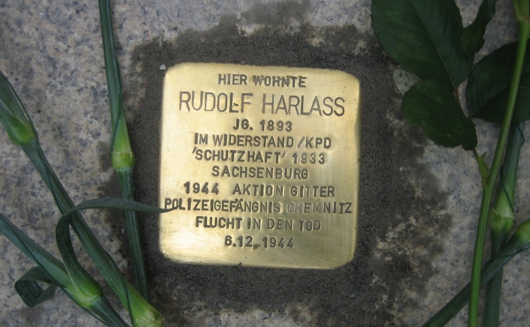 HIER WOHNTE
RUDOLF HARLASS
JG. 1893
IM WIDERSTAND / KPD
'SCHUTZHAFT' 1933
SACHSENBURG
1944 AKTION GITTER
POLIZEIGEFÄNGNIS CHEMNITZ
FLUCHT IN DEN TOD
6.12.1944